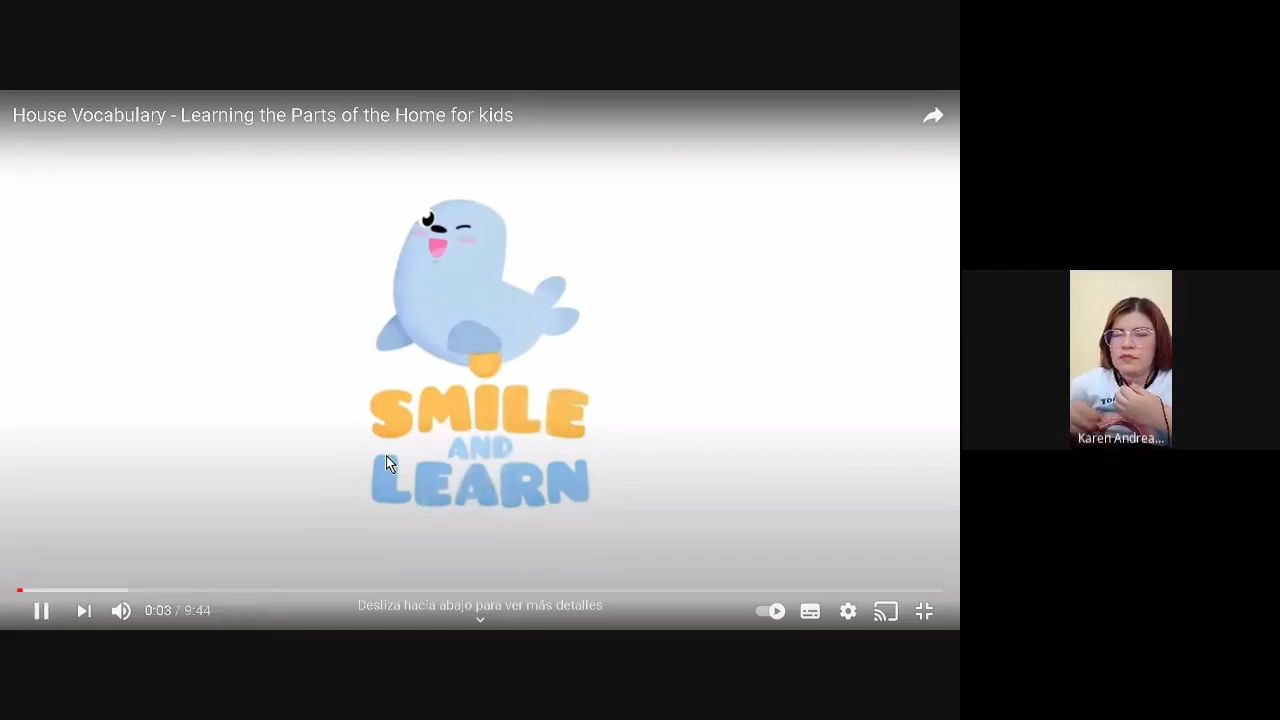 House Vocabulary - Learning the Parts of the Home for kids
SMILE
AND
LEARN
0:03 / 9:44
Desliza hacia abajo para ver más detalles
Karen Andrea...